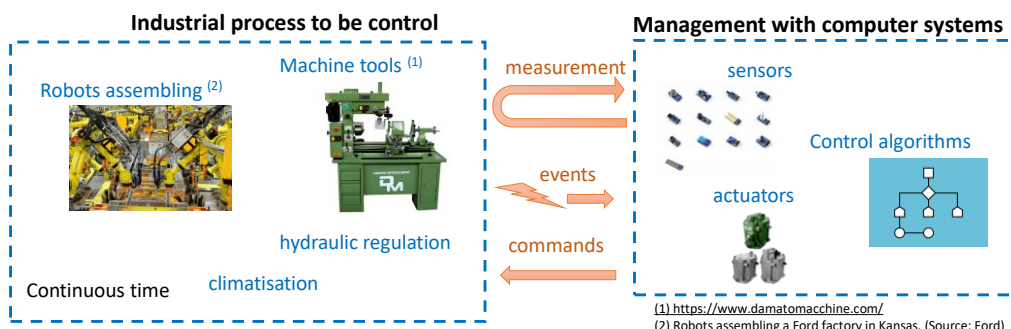 Industrial process to be control
Management with computer systems
Machine tools (1)
Robots assembling (2)
DM
hydraulic regulation
climatisation
Continuous time
measurement
events
commands
sensors
Control algorithms
actuators
(1) https://www.damatomacchine.com/
(2) Robots assembling a Ford factory in Kansas. (Source: Ford)